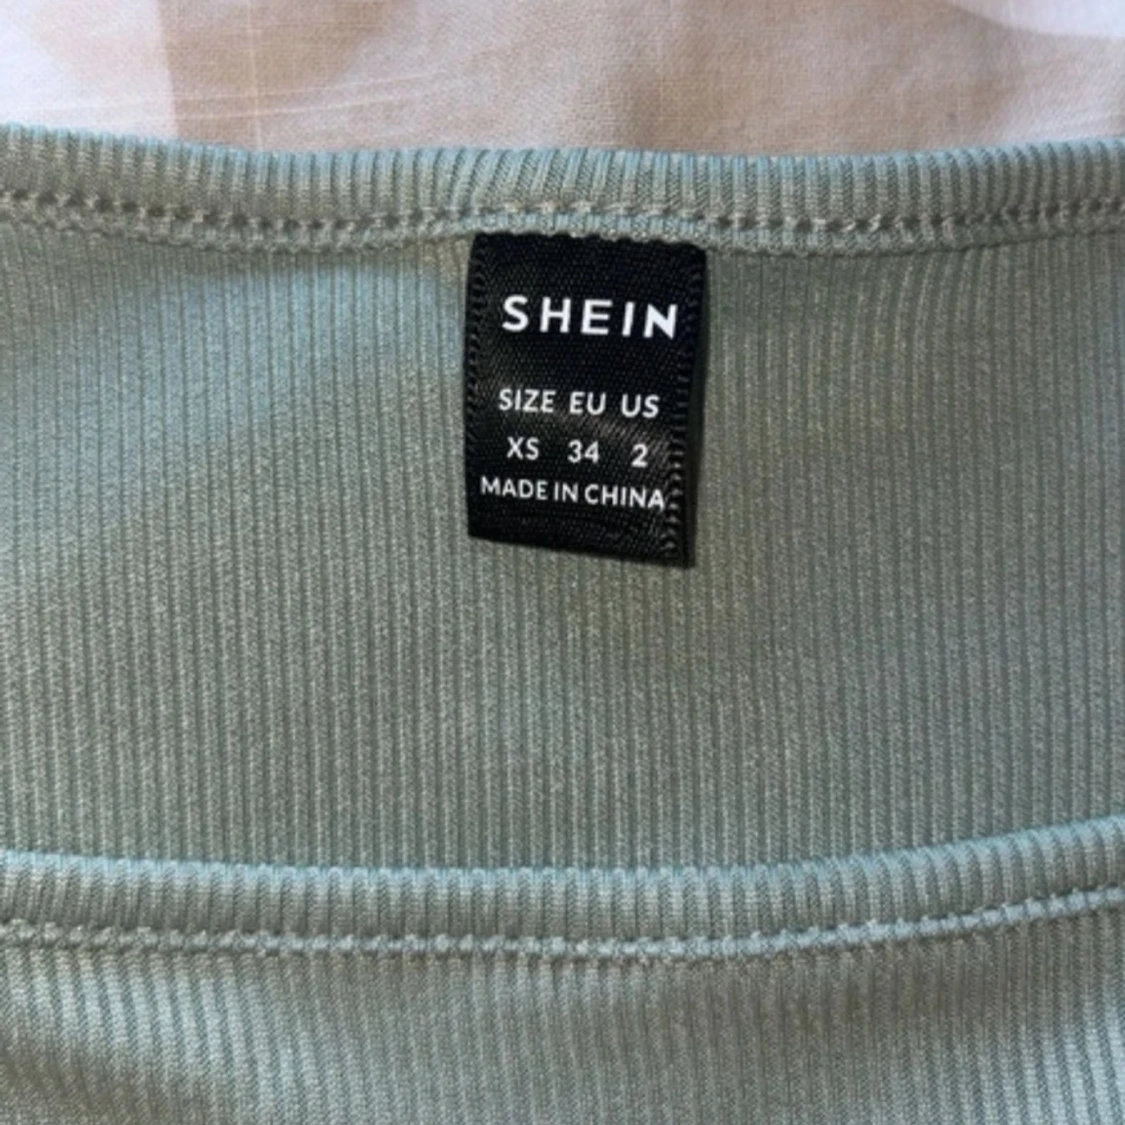 SHEIN
SIZE EU US
XS 34 2
MADE IN CHINA